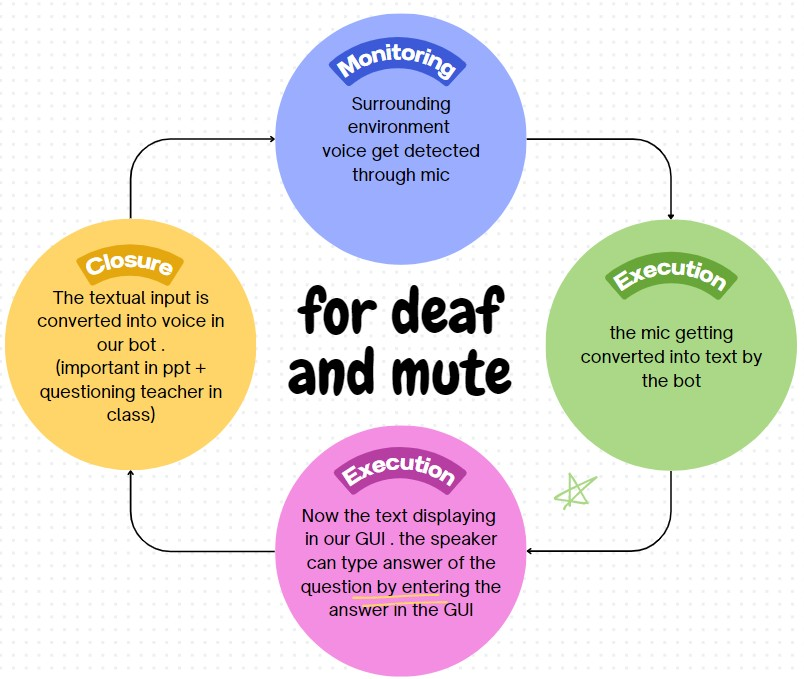 Monitoring
Surrounding
environment
voice get detected
through mic
Execution
the mic getting
converted into text by
the bot
Execution
Now the text displaying
in our GUI . the speaker
can type answer of the
question by entering the
answer in the GUI
Closure
The textual input is
converted into voice in
our bot .
(important in ppt +
questioning teacher in
class)
for deaf
and mute